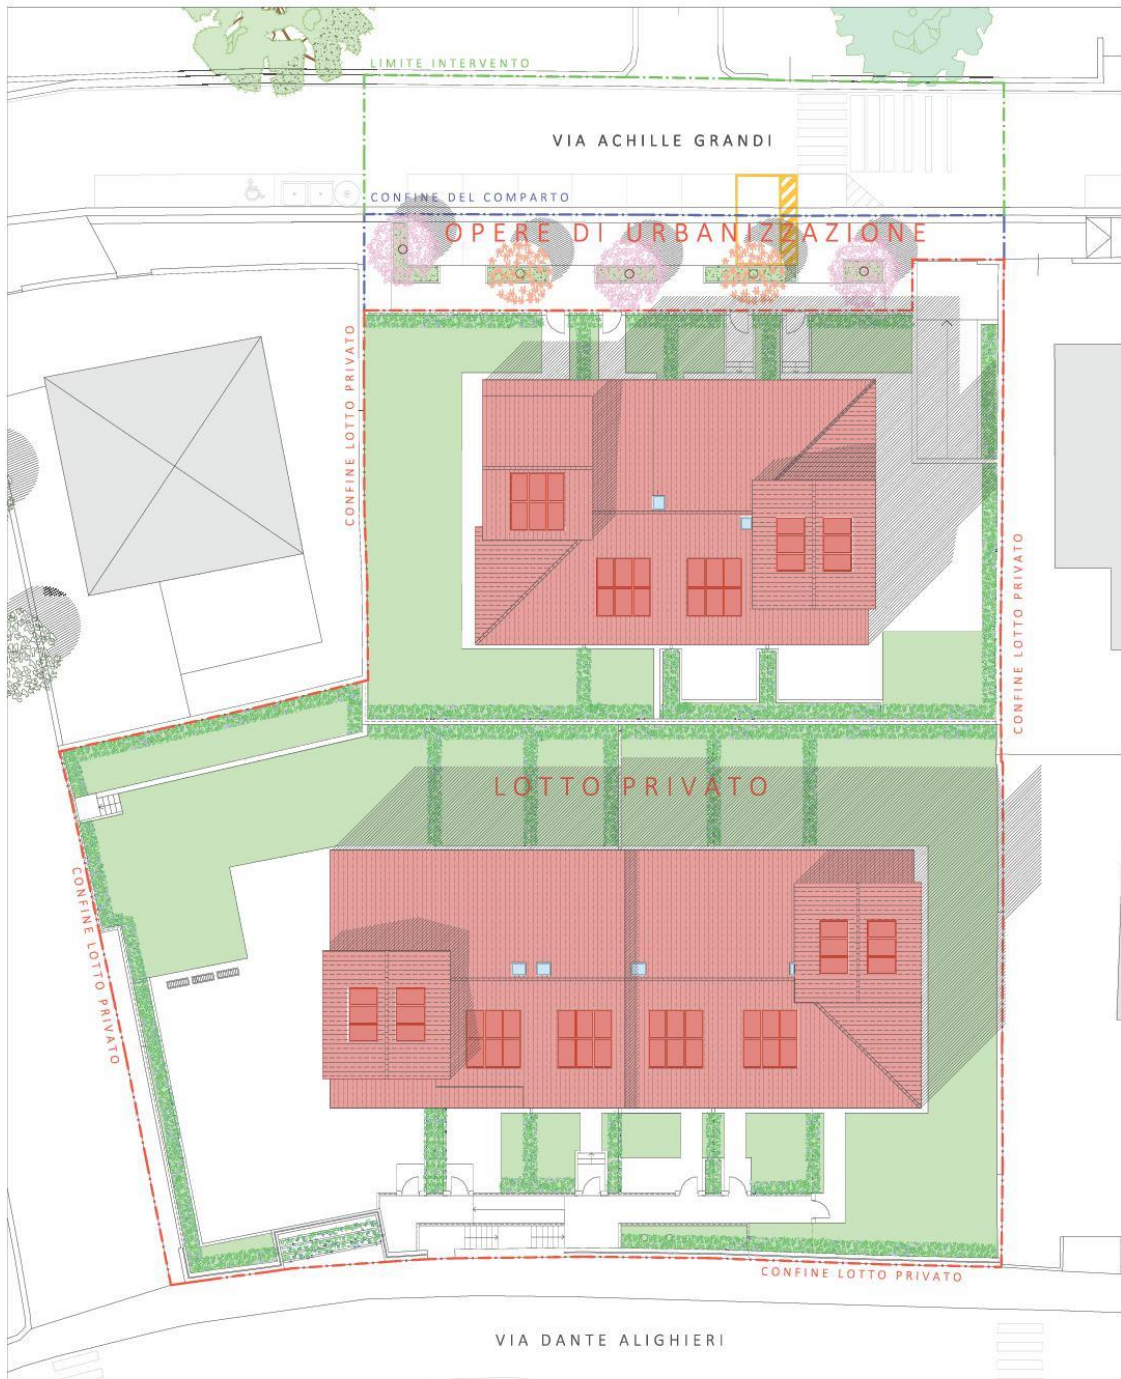 LIMITE INTERVENTO
VIA ACHILLE GRANDI
CONFINE DEL COMPARTO
OPERE DI URBANIZZAZIONE
CONFINE LOTTO PRIVATO
CONFINE LOTTO PRIVATO
LOTTO PRIVATO
CONFINE LOTTO PRIVATO
CONFINE LOTTO PRIVATO
VIA DANTE ALIGHIERI